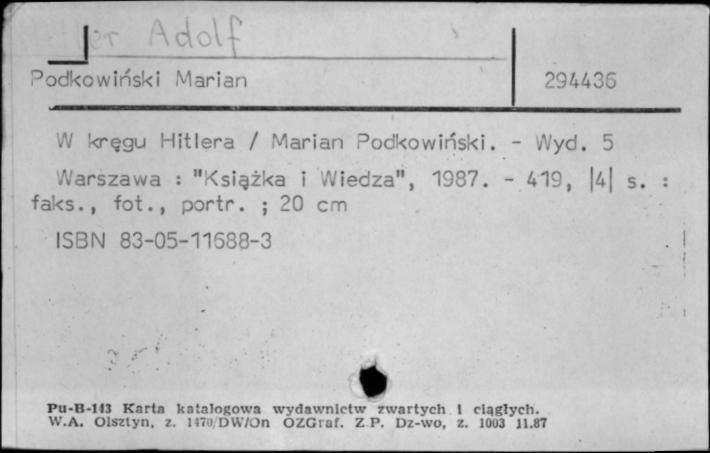 Hitler Adolf
Podkowiński Marian 294436
W kręgu Hitlera / Marian Podkowiński. - Wyd. 5
Warszawa : "Książka i Wiedza", 1987. - 419, |4| s. :
faks., fot., portr. ; 20 cm
ISBN 83-05-11688-3
Pu-B-113 Karta katalogowa wydawnictw zwartych i ciągłych.
W.A. Olsztyn, z. 1470/DW/On OZGraf. Z.P. Dz-wo, z. 1003 11.87